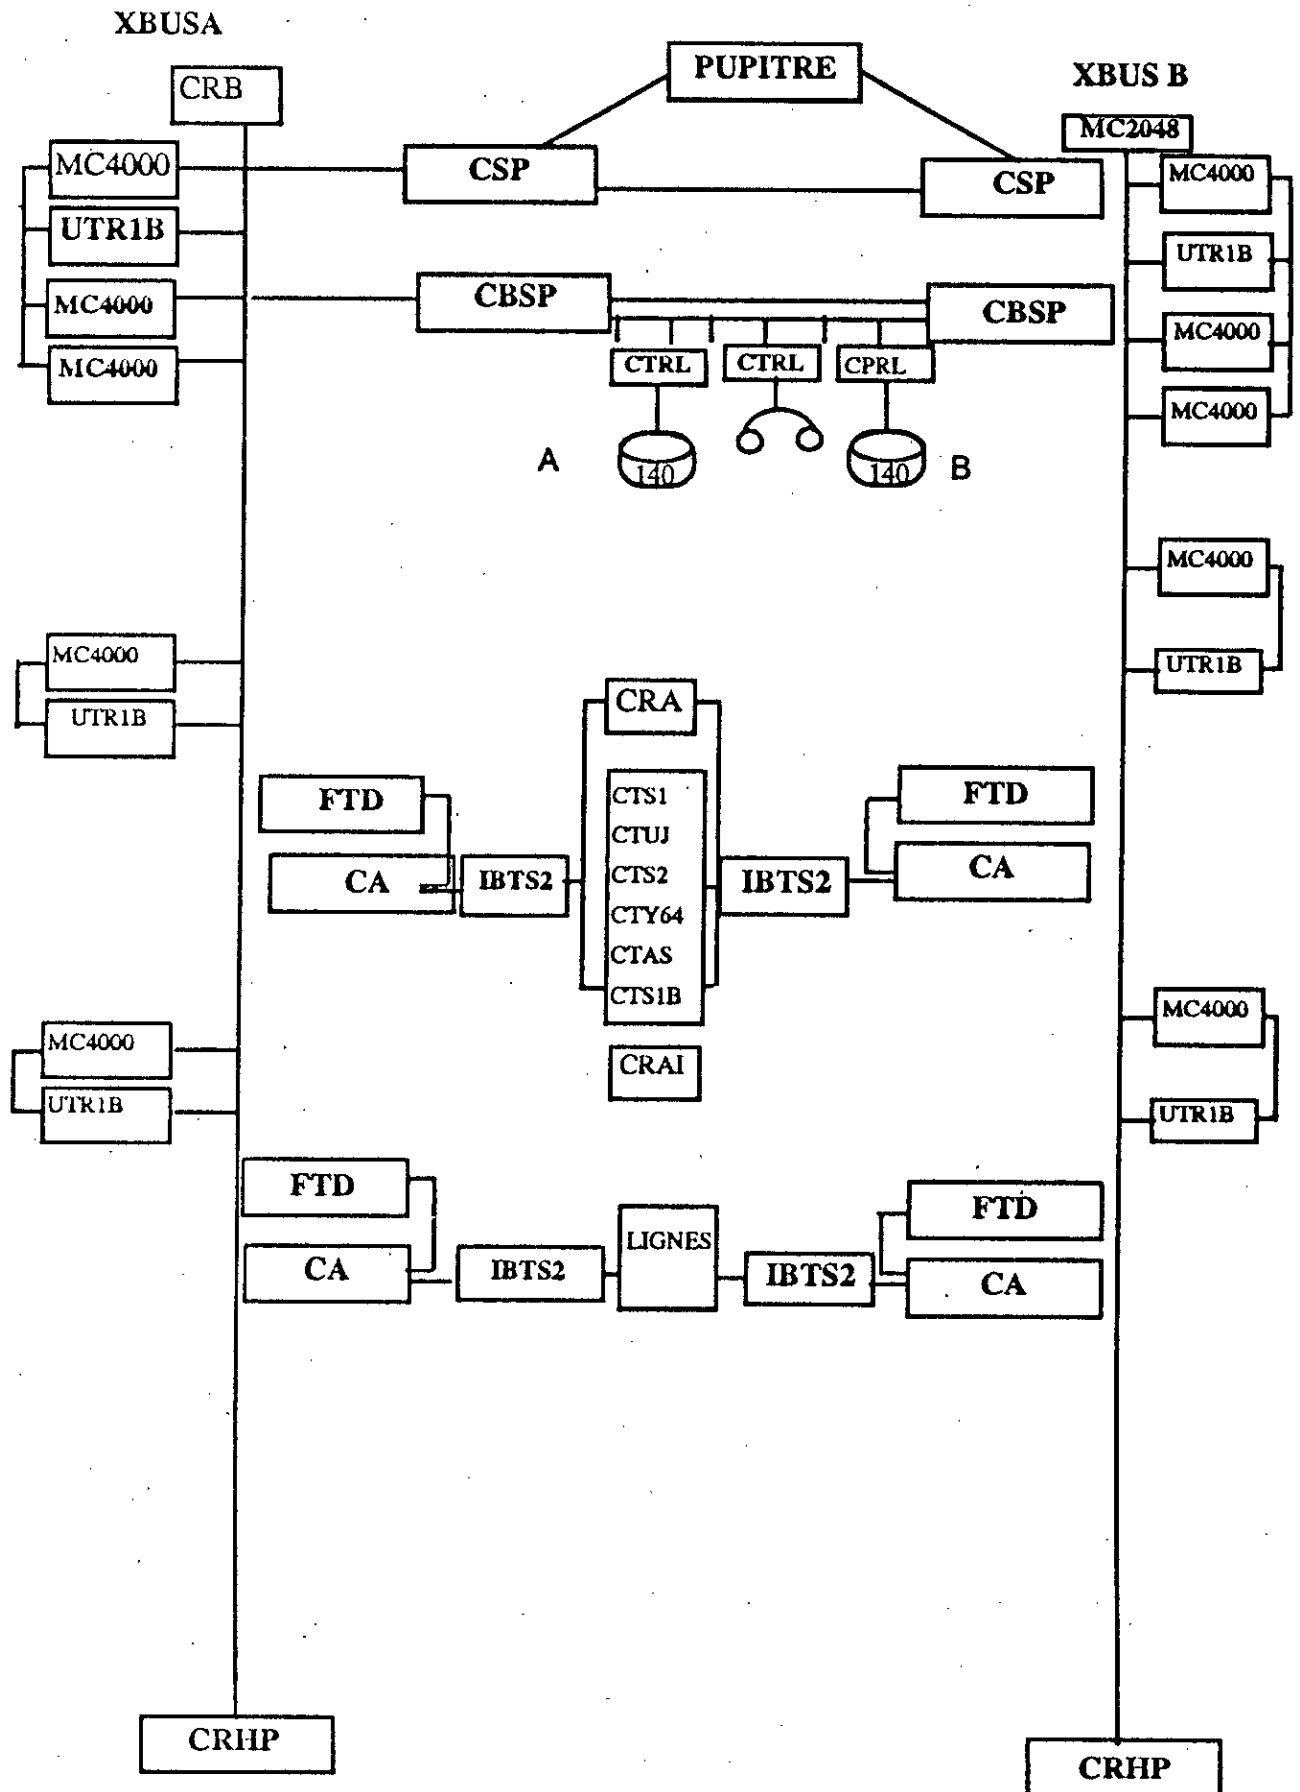 XBUSA
PUPITRE
XBUS B
CRB
MC2048
MC4000
CSP
CSP
MC4000
UTR1B
UTR1B
MC4000
CBSP
CBSP
MC4000
MC4000
CTRL
CTRL
CPRL
MC4000
A
140
140
B
MC4000
MC4000
UTR1B
UTR1B
CRA
FTD
CTS1
FTD
CTUJ
CA
IBTS2
CTS2
IBTS2
CA
CTY64
CTAS
CTS1B
MC4000
MC4000
CRAI
UTR1B
UTR1B
FTD
FTD
LIGNES
CA
IBTS2
IBTS2
CA
CRHP
CRHP